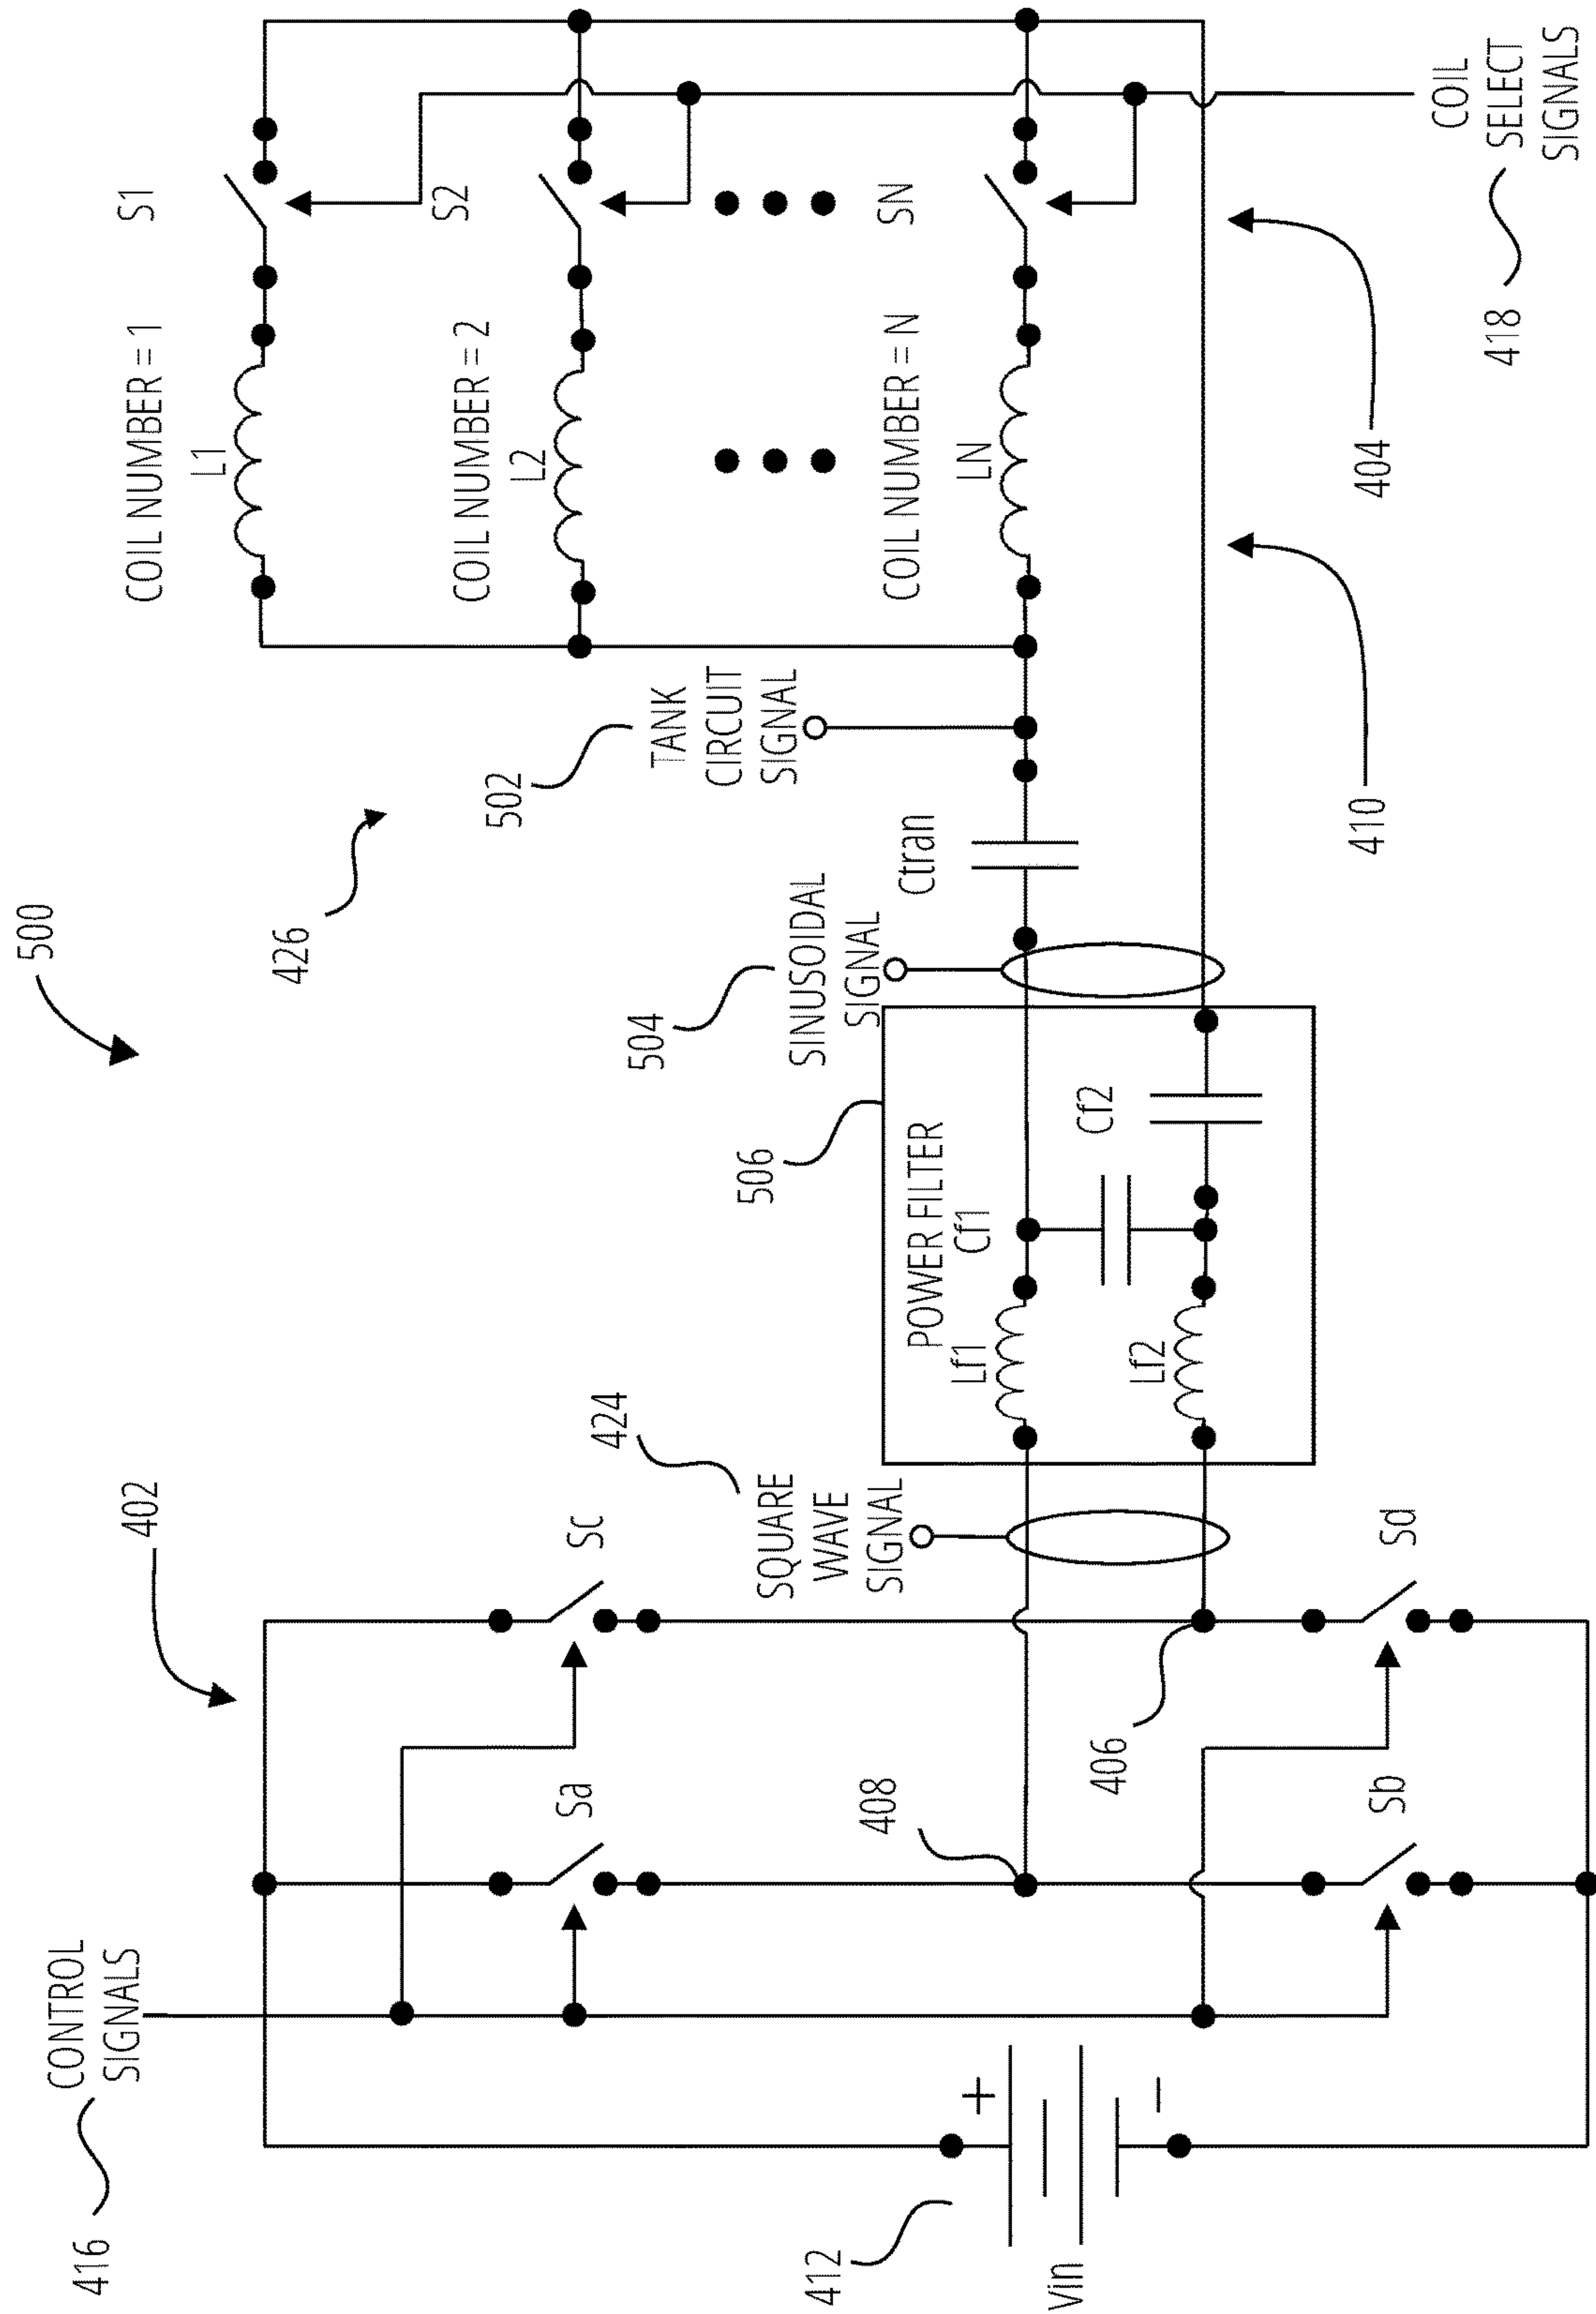 500
416
CONTROL
SIGNALS
402
412
Vin
+
−
Sa
Sb
Sc
Sd
408
406
424
SQUARE
WAVE
SIGNAL
506
POWER FILTER
Lf1
Cf1
Lf2
Cf2
504
SINUSOIDAL
SIGNAL
Ctran
426
502
TANK
CIRCUIT
SIGNAL
COIL NUMBER = 1
L1
S1
COIL NUMBER = 2
L2
S2
COIL NUMBER = N
LN
SN
410
404
418
COIL
SELECT
SIGNALS